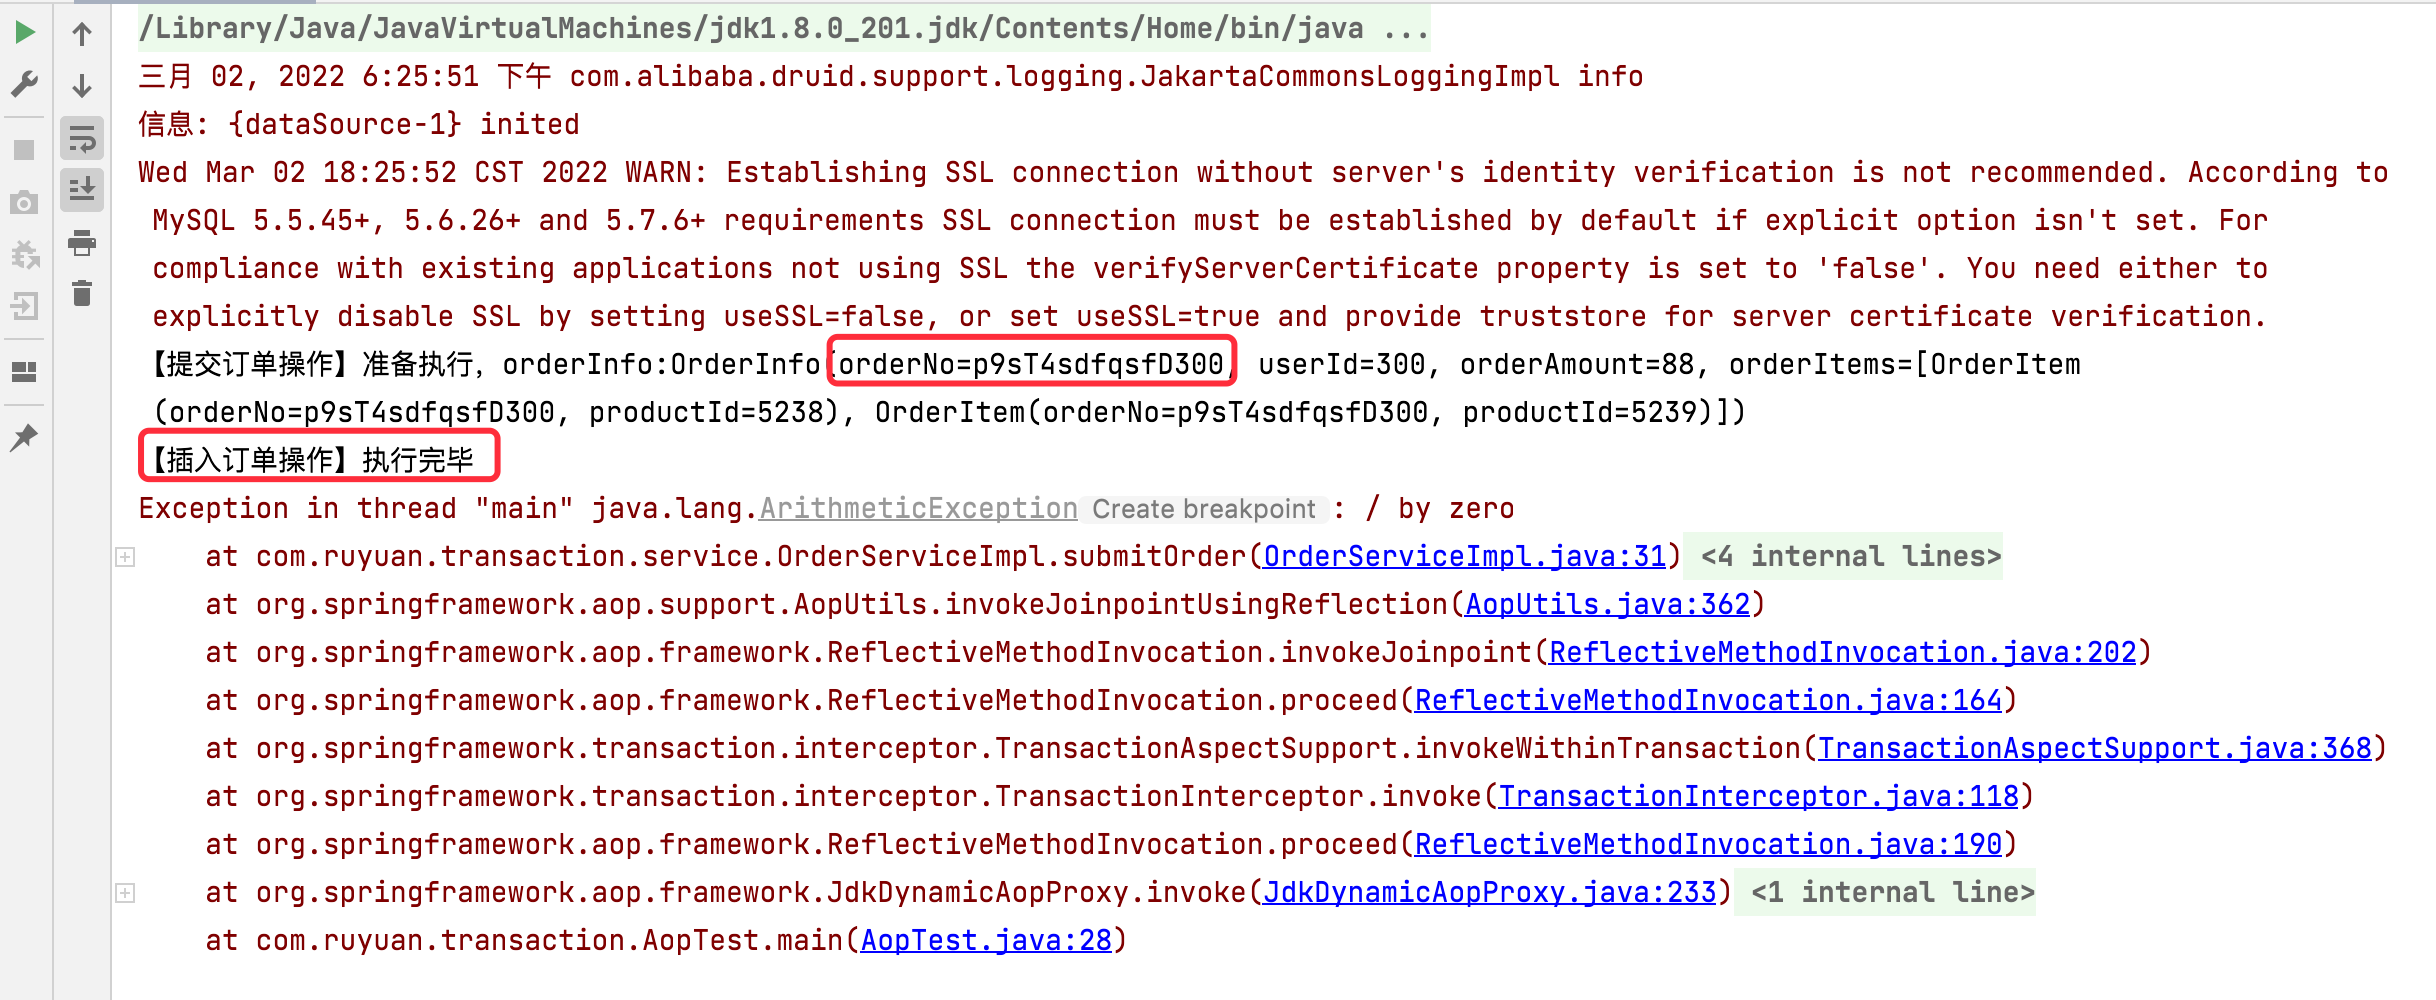 /Library/Java/JavaVirtualMachines/jdk1.8.0_201.jdk/Contents/Home/bin/java ...
三月 02, 2022 6:25:51 下午 com.alibaba.druid.support.logging.JakartaCommonsLoggingImpl info
信息: {dataSource-1} inited
Wed Mar 02 18:25:52 CST 2022 WARN: Establishing SSL connection without server's identity verification is not recommended. According to
MySQL 5.5.45+, 5.6.26+ and 5.7.6+ requirements SSL connection must be established by default if explicit option isn't set. For
compliance with existing applications not using SSL the verifyServerCertificate property is set to 'false'. You need either to
explicitly disable SSL by setting useSSL=false, or set useSSL=true and provide truststore for server certificate verification.
【提交订单操作】准备执行，orderInfo:OrderInfo(orderNo=p9sT4sdfqsfD300, userId=300, orderAmount=88, orderItems=[OrderItem
(orderNo=p9sT4sdfqsfD300, productId=5238), OrderItem(orderNo=p9sT4sdfqsfD300, productId=5239)])
【插入订单操作】执行完毕
Exception in thread "main" java.lang.ArithmeticException Create breakpoint : / by zero
at com.ruyuan.transaction.service.OrderServiceImpl.submitOrder(OrderServiceImpl.java:31) <4 internal lines>
at org.springframework.aop.support.AopUtils.invokeJoinpointUsingReflection(AopUtils.java:362)
at org.springframework.aop.framework.ReflectiveMethodInvocation.invokeJoinpoint(ReflectiveMethodInvocation.java:202)
at org.springframework.aop.framework.ReflectiveMethodInvocation.proceed(ReflectiveMethodInvocation.java:164)
at org.springframework.transaction.interceptor.TransactionAspectSupport.invokeWithinTransaction(TransactionAspectSupport.java:368)
at org.springframework.transaction.interceptor.TransactionInterceptor.invoke(TransactionInterceptor.java:118)
at org.springframework.aop.framework.ReflectiveMethodInvocation.proceed(ReflectiveMethodInvocation.java:190)
at org.springframework.aop.framework.JdkDynamicAopProxy.invoke(JdkDynamicAopProxy.java:233) <1 internal line>
at com.ruyuan.transaction.AopTest.main(AopTest.java:28)